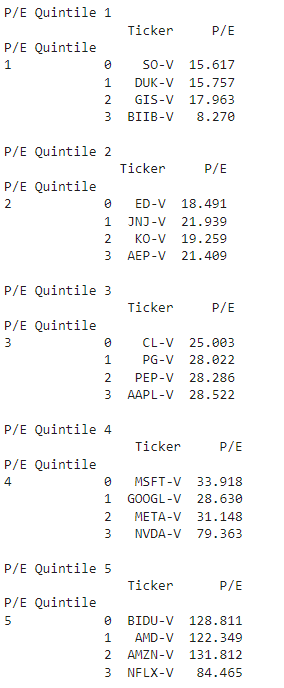 P/E Quintile 1
Ticker P/E
P/E Quintile
1 0 SO-V 15.617
1 DUK-V 15.757
2 GIS-V 17.963
3 BIIB-V 8.270
P/E Quintile 2
Ticker P/E
P/E Quintile
2 0 ED-V 18.491
1 JNJ-V 21.939
2 KO-V 19.259
3 AEP-V 21.409
P/E Quintile 3
Ticker P/E
P/E Quintile
3 0 CL-V 25.003
1 PG-V 28.022
2 PEP-V 28.286
3 AAPL-V 28.522
P/E Quintile 4
Ticker P/E
P/E Quintile
4 0 MSFT-V 33.918
1 GOOGL-V 28.630
2 META-V 31.148
3 NVDA-V 79.363
P/E Quintile 5
Ticker P/E
P/E Quintile
5 0 BIDU-V 128.811
1 AMD-V 122.349
2 AMZN-V 131.812
3 NFLX-V 84.465